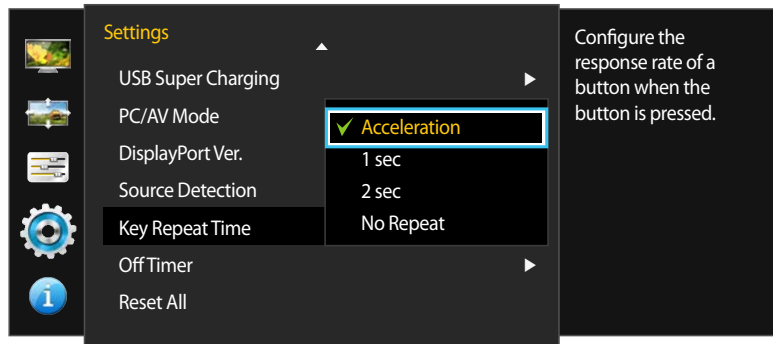 Settings
USB Super Charging
PC/AV Mode
DisplayPort Ver.
Source Detection
Key Repeat Time
Off Timer
Reset All
Acceleration
1 sec
2 sec
No Repeat
Configure the
response rate of a
button when the
button is pressed.